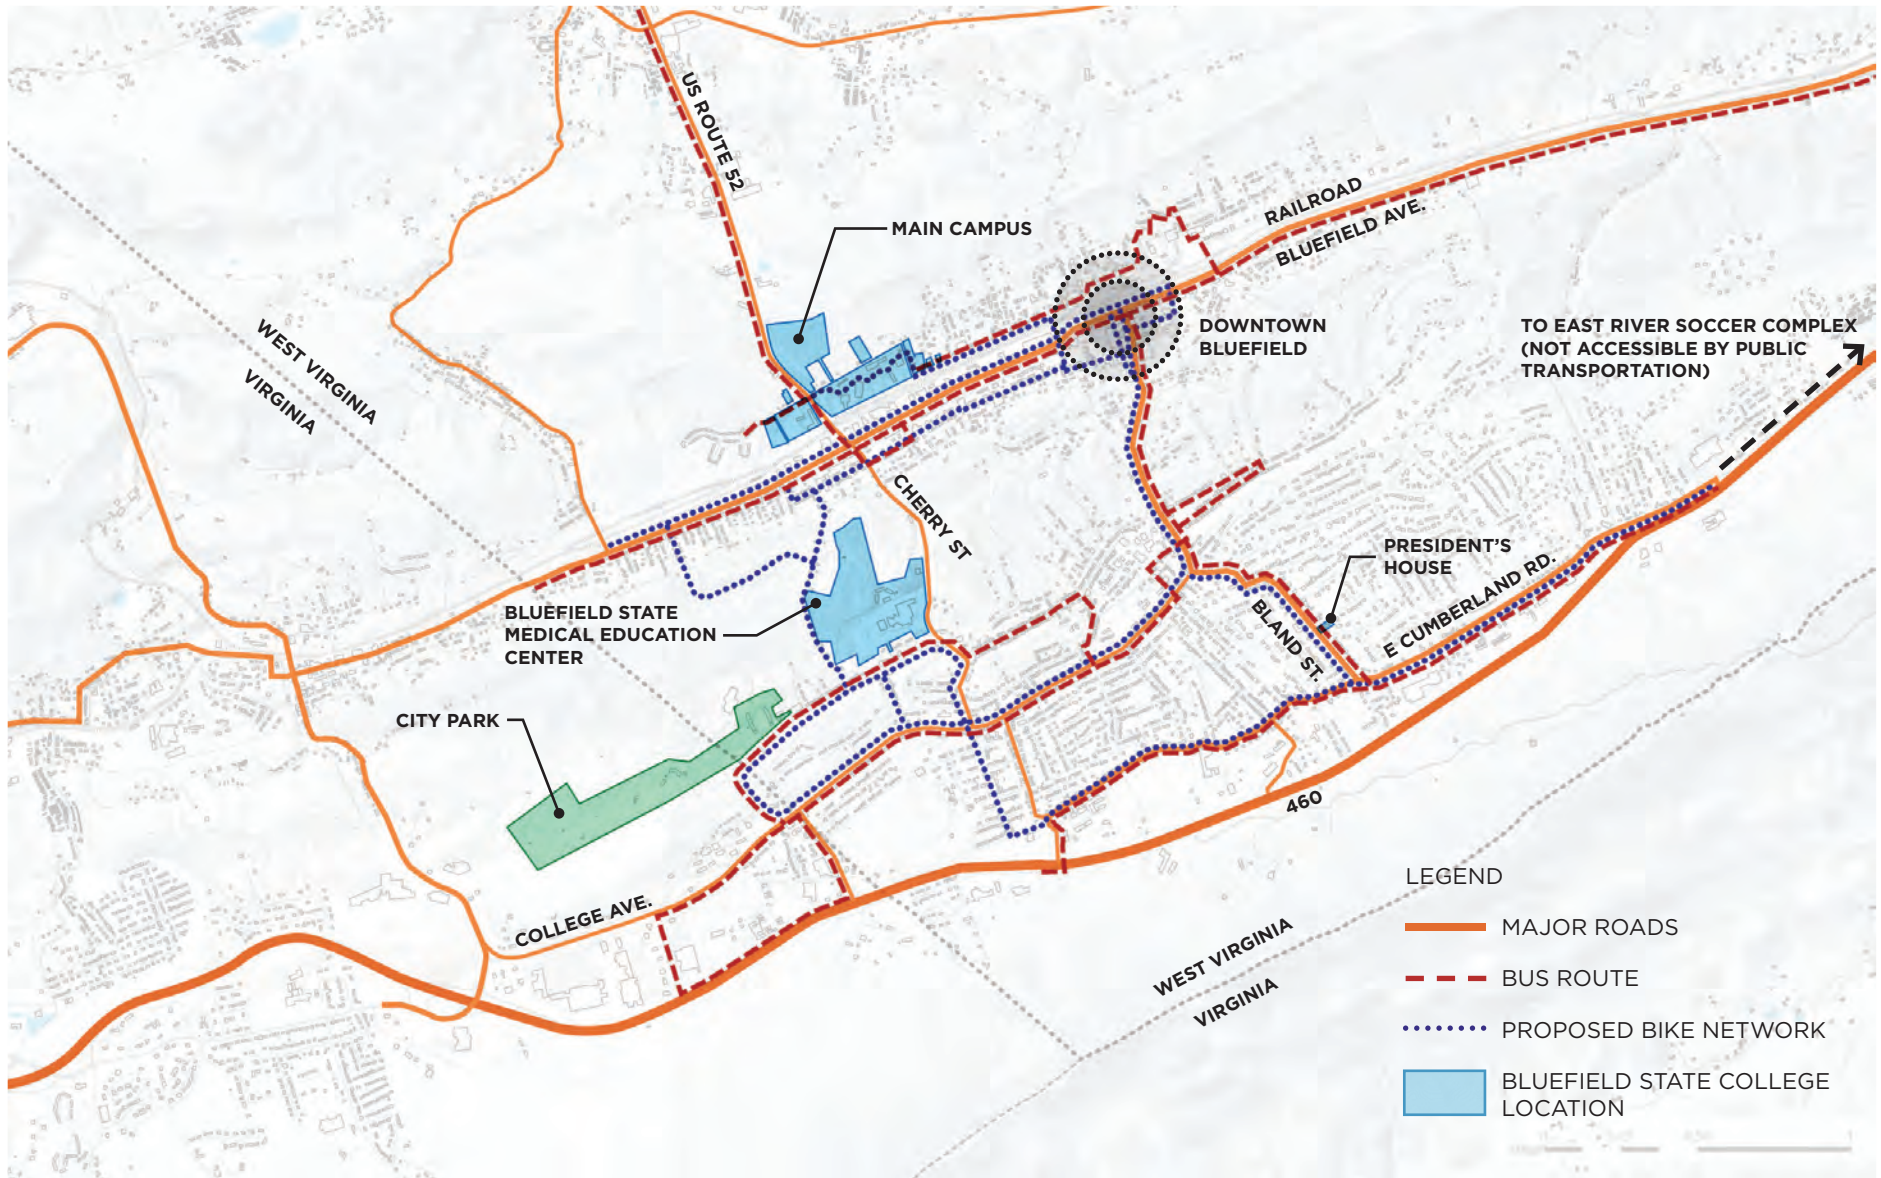 US ROUTE 52
MAIN CAMPUS
RAILROAD
BLUEFIELD AVE.
WEST VIRGINIA
VIRGINIA
DOWNTOWN
BLUEFIELD
TO EAST RIVER SOCCER COMPLEX
(NOT ACCESSIBLE BY PUBLIC
TRANSPORTATION)
CHERRY ST
PRESIDENT'S
HOUSE
BLUEFIELD STATE
MEDICAL EDUCATION
CENTER
BLAND ST.
E CUMBERLAND RD.
CITY PARK
460
COLLEGE AVE.
WEST VIRGINIA
VIRGINIA
LEGEND
MAJOR ROADS
BUS ROUTE
PROPOSED BIKE NETWORK
BLUEFIELD STATE COLLEGE
LOCATION